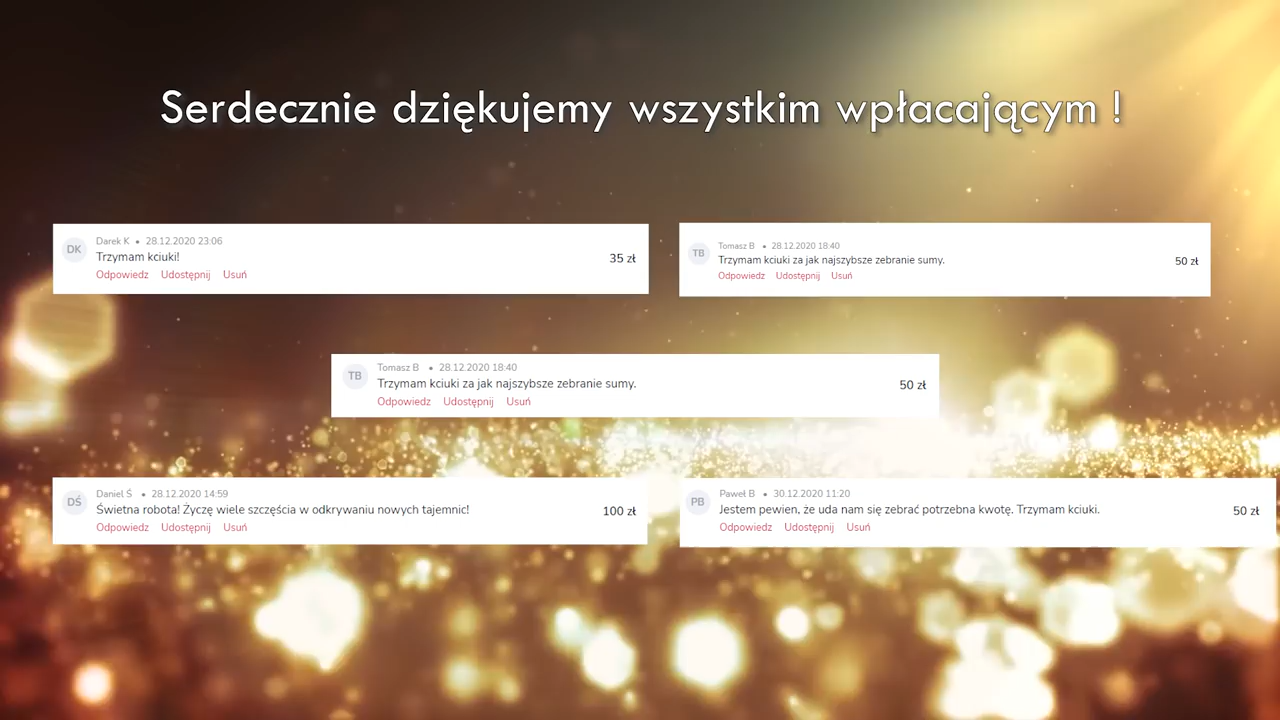 Serdecznie dziękujemy wszystkim wpłacającym !
DK
Darek K • 28.12.2020 23:06
Trzymam kciuki!
35 zł
Odpowiedz Udostępnij Usuń
TB
Tomasz B • 28.12.2020 18:40
Trzymam kciuki za jak najszybsze zebranie sumy.
50 zł
Odpowiedz Udostępnij Usuń
TB
Tomasz B • 28.12.2020 18:40
Trzymam kciuki za jak najszybsze zebranie sumy.
50 zł
Odpowiedz Udostępnij Usuń
DŚ
Daniel Ś • 28.12.2020 14:59
Świetna robota! Życzę wiele szczęścia w odkrywaniu nowych tajemnic!
100 zł
Odpowiedz Udostępnij Usuń
PB
Paweł B • 30.12.2020 11:20
Jestem pewien, że uda nam się zebrać potrzebna kwotę. Trzymam kciuki.
50 zł
Odpowiedz Udostępnij Usuń